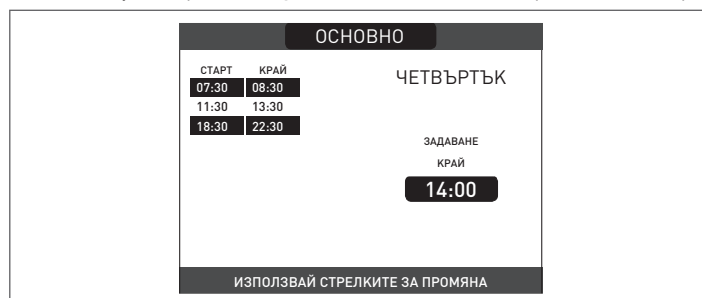 ОСНОВНО
СТАРТ КРАЙ
07:30 08:30
11:30 13:30
18:30 22:30
ЧЕТВЪРТЪК
ЗАДАВАНЕ
КРАЙ
14:00
ИЗПОЛЗВАЙ СТРЕЛКИТЕ ЗА ПРОМЯНА